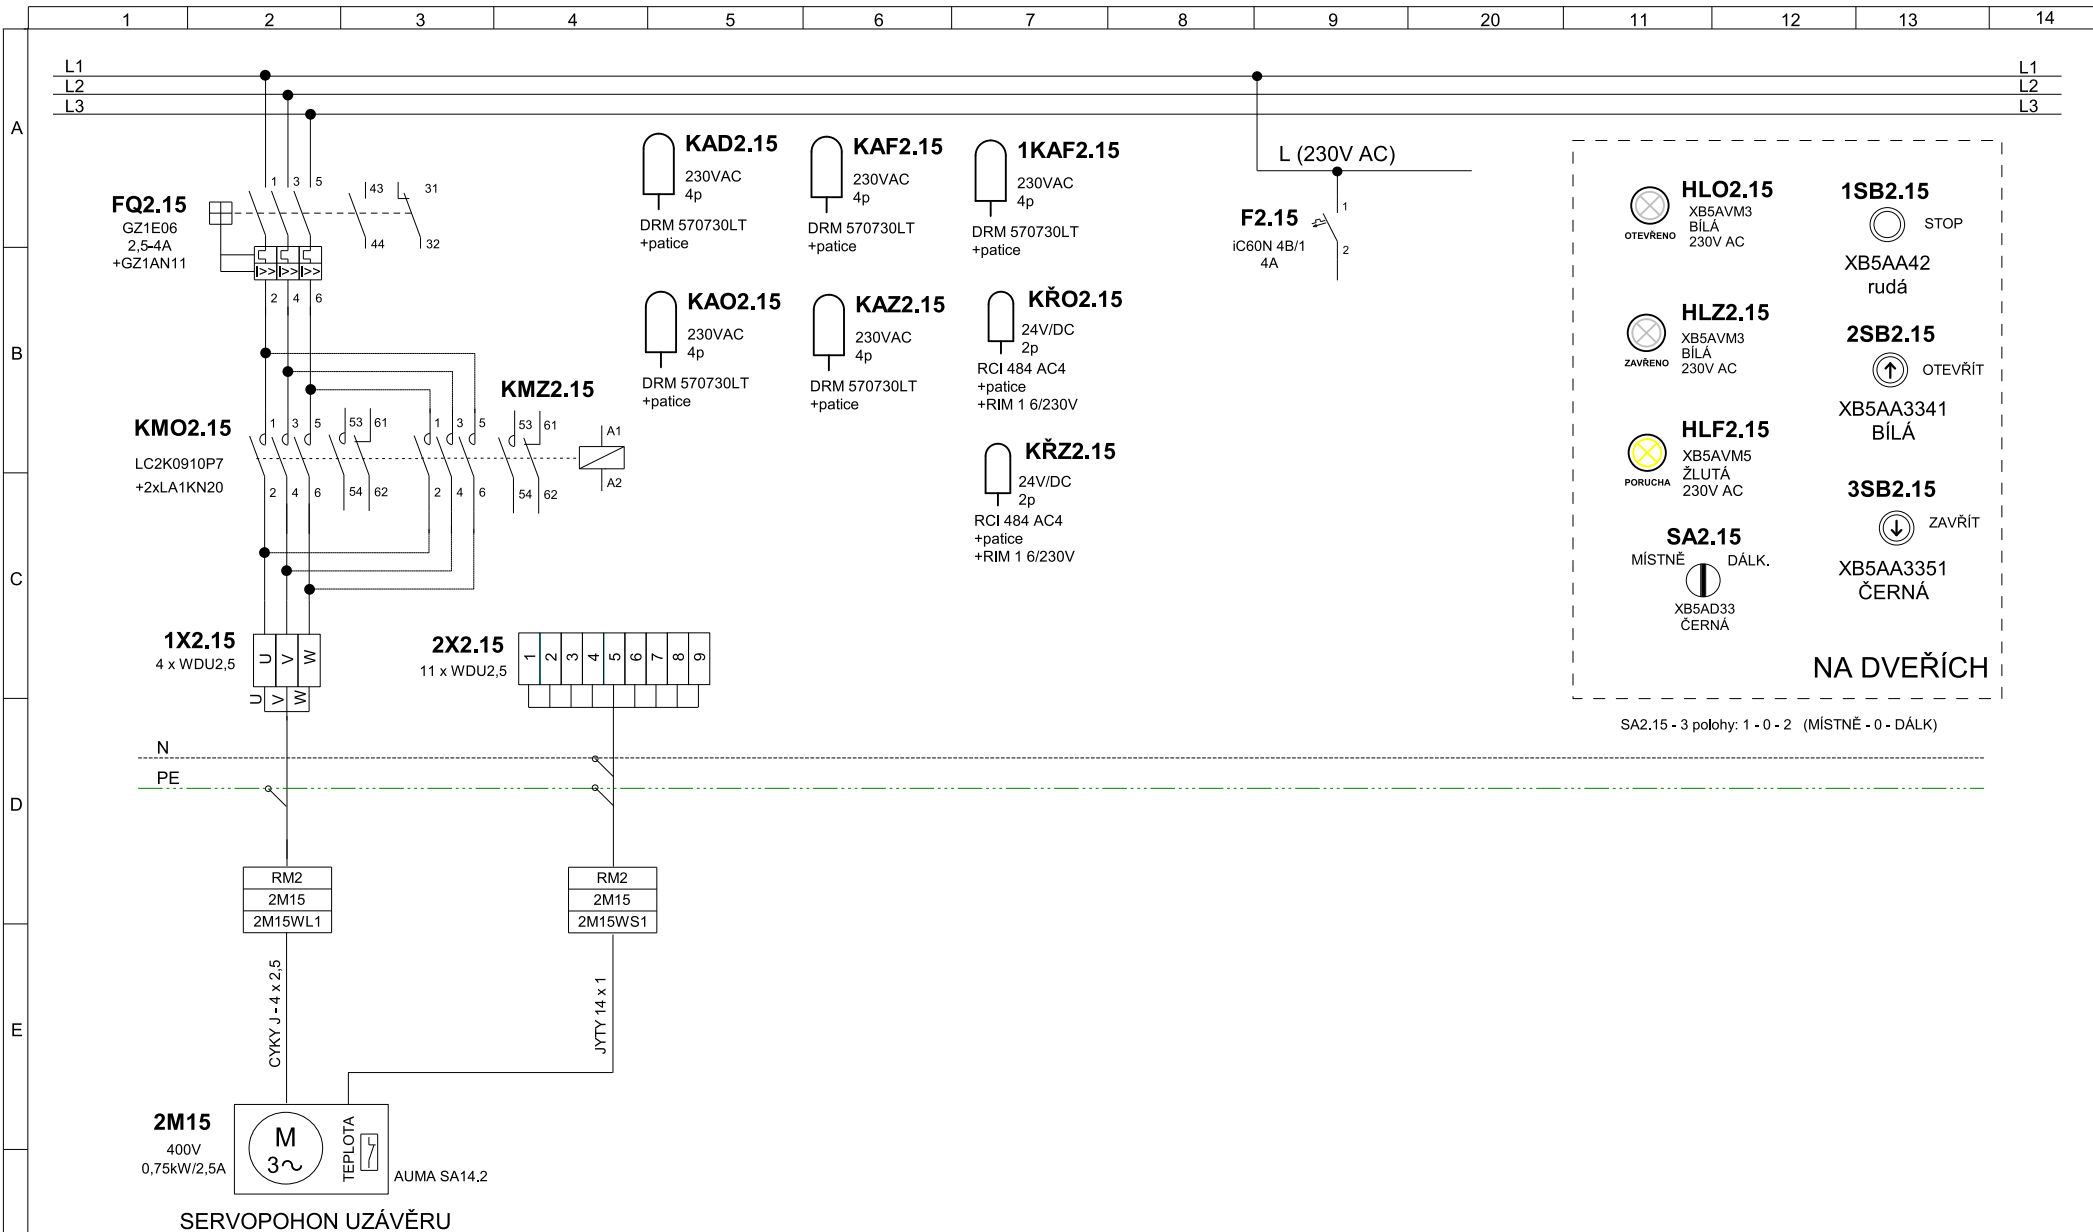 1 2 3 4 5 6 7 8 9 20 11 12 13 14
A
B
C
D
E
L1
L2
L3
L1
L2
L3
FQ2.15
GZ1E06
2,5-4A
+GZ1AN11
1 3 5
43 31
44 32
I>> I>> I>>
2 4 6
KAD2.15
230VAC
4p
DRM 570730LT
+patice
KAF2.15
230VAC
4p
DRM 570730LT
+patice
1KAF2.15
230VAC
4p
DRM 570730LT
+patice
KAO2.15
230VAC
4p
DRM 570730LT
+patice
KAZ2.15
230VAC
4p
DRM 570730LT
+patice
KŘO2.15
24V/DC
2p
RCI 484 AC4
+patice
+RIM 1 6/230V
KŘZ2.15
24V/DC
2p
RCI 484 AC4
+patice
+RIM 1 6/230V
L (230V AC)
F2.15
iC60N 4B/1
4A
1
2
KMO2.15
LC2K0910P7
+2xLA1KN20
1 3 5 53 61
2 4 6 54 62
KMZ2.15
1 3 5 53 61
2 4 6 54 62
A1
A2
HLO2.15
XB5AVM3
BÍLÁ
230V AC
OTEVŘENO
HLZ2.15
XB5AVM3
BÍLÁ
230V AC
ZAVŘENO
HLF2.15
XB5AVM5
ŽLUTÁ
230V AC
PORUCHA
SA2.15
MÍSTNĚ DÁLK.
XB5AD33
ČERNÁ
1SB2.15
STOP
XB5AA42
rudá
2SB2.15
OTEVŘÍT
XB5AA3341
BÍLÁ
3SB2.15
ZAVŘÍT
XB5AA3351
ČERNÁ
NA DVEŘÍCH
SA2.15 - 3 polohy: 1 - 0 - 2 (MÍSTNĚ - 0 - DÁLK)
1X2.15
4 x WDU2,5
U V W
U V W
2X2.15
11 x WDU2,5
1 2 3 4 5 6 7 8 9
N
PE
RM2
2M15
2M15WL1
RM2
2M15
2M15WS1
CYKY J - 4 x 2,5
JYTY 14 x 1
2M15
400V
0,75kW/2,5A
M
3~
TEPLOTA
AUMA SA14.2
SERVOPOHON UZÁVĚRU